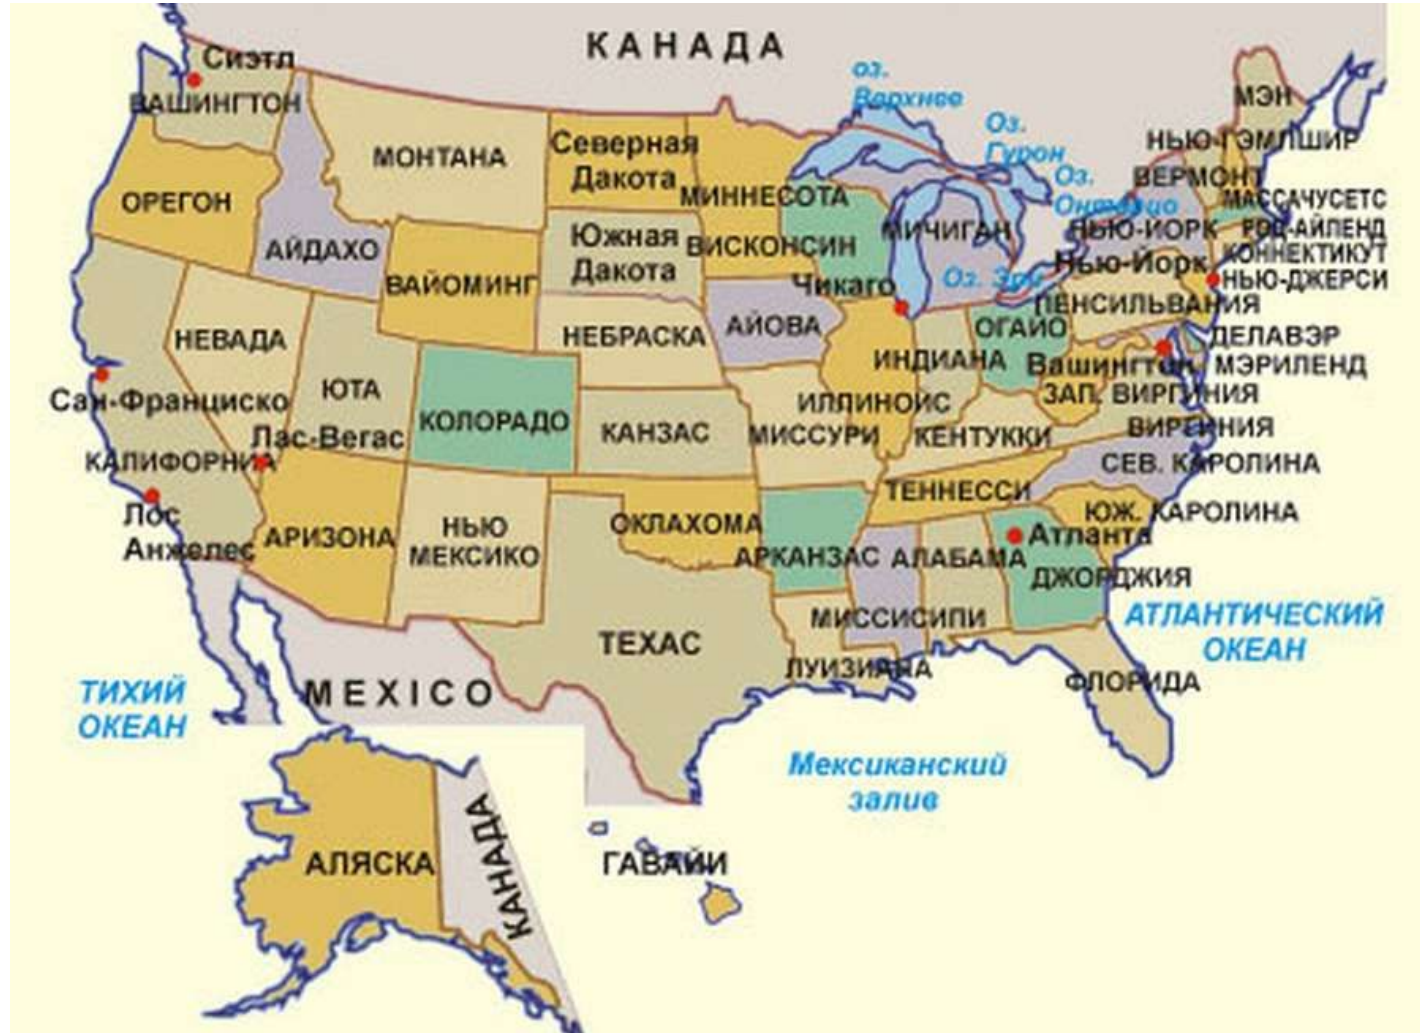 КАНАДА
Сиэтл
ВАШИНГТОН
МОНТАНА
Северная
Дакота
МИННЕСОТА
оз.
Верхнее
Оз.
Гурон
Оз.
Онтарио
МЭН
НЬЮ-ГЭМЛШИР
ВЕРМОНТ
МАССАЧУСЕТС
ОРЕГОН
АЙДАХО
ВАЙОМИНГ
Южная
Дакота
ВИСКОНСИН
МИЧИГАН
НЬЮ-ЙОРК
РОД-АЙЛЕНД
КОННЕКТИКУТ
Нью-Йорк
НЬЮ-ДЖЕРСИ
Чикаго
Оз. Эри
ПЕНСИЛЬВАНИЯ
НЕВАДА
ЮТА
НЕБРАСКА
АЙОВА
ОГАЙО
ИНДИАНА
ДЕЛАВЭР
Вашингтон
МЭРИЛЕНД
Сан-Франциско
КОЛОРАДО
КАНЗАС
ИЛЛИНОЙС
ЗАП. ВИРГИНИЯ
Лас-Вегас
МИССУРИ
КЕНТУККИ
ВИРГИНИЯ
КАЛИФОРНИЯ
СЕВ. КАРОЛИНА
ТЕННЕССИ
Лос
Анжелес
АРИЗОНА
НЬЮ
МЕКСИКО
ОКЛАХОМА
АРКАНЗАС
АЛАБАМА
ЮЖ. КАРОЛИНА
Атланта
ДЖОРДЖИЯ
ТЕХАС
МИССИСИПИ
АТЛАНТИЧЕСКИЙ
ОКЕАН
ЛУИЗИАНА
ФЛОРИДА
ТИХИЙ
ОКЕАН
MEXICO
Мексиканский
залив
АЛЯСКА
КАНАДА
ГАВАЙИ